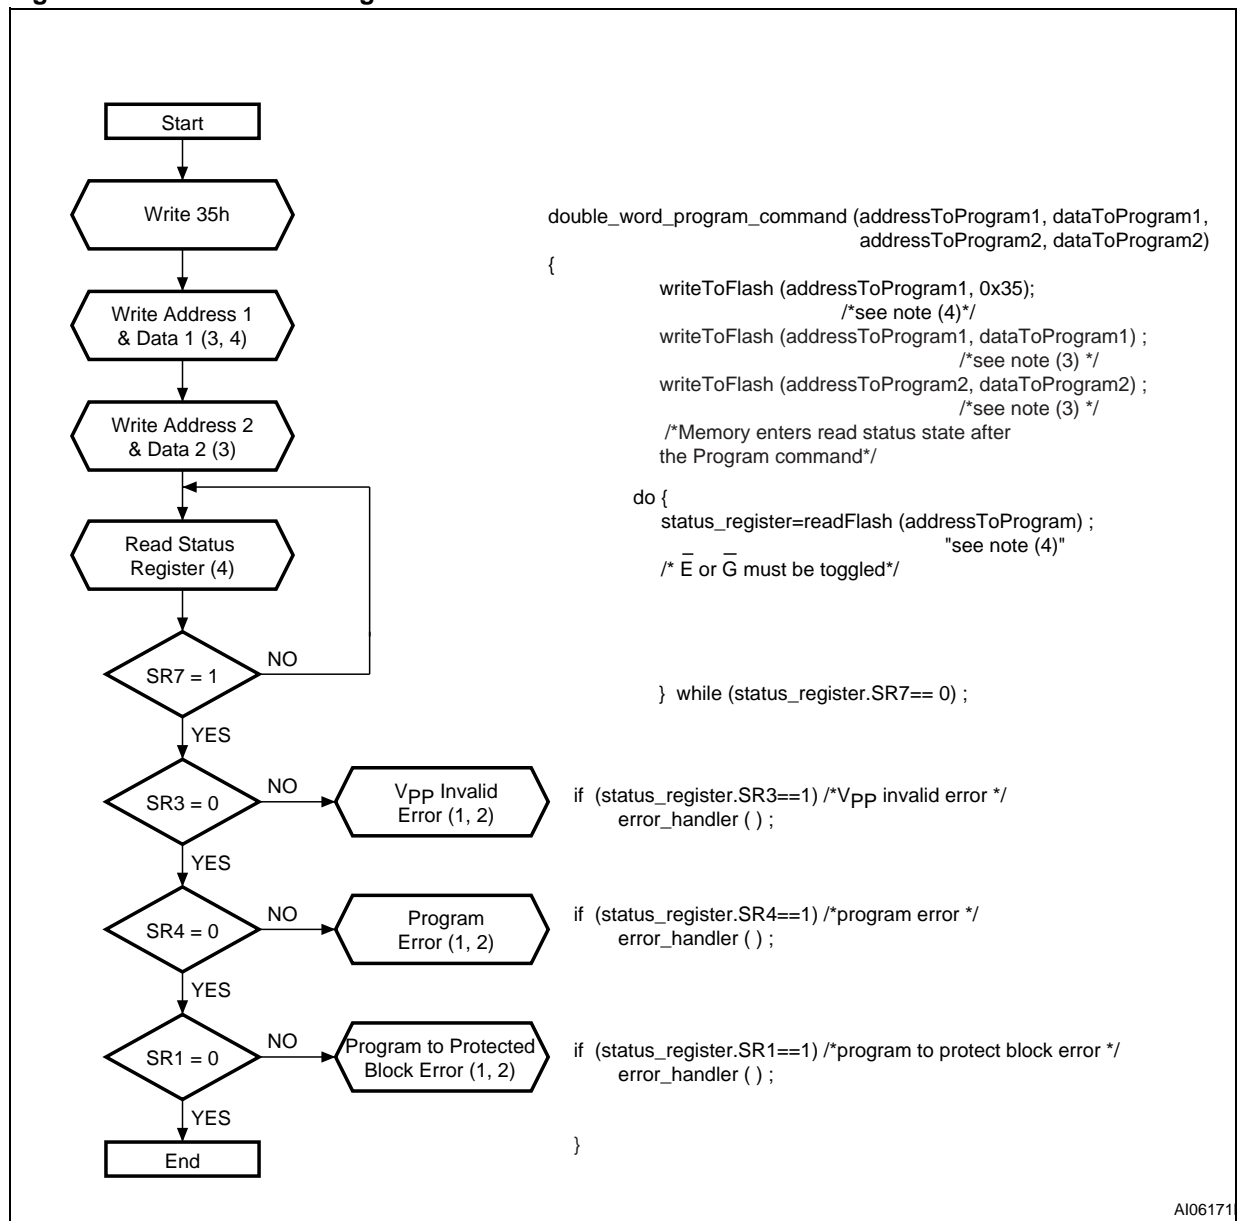 Start
Write 35h
Write Address 1
& Data 1 (3, 4)
Write Address 2
& Data 2 (3)
Read Status
Register (4)
SR7 = 1
NO
YES
SR3 = 0
NO
VPP Invalid
Error (1, 2)
YES
SR4 = 0
NO
Program
Error (1, 2)
YES
SR1 = 0
NO
Program to Protected
Block Error (1, 2)
YES
End
double_word_program_command (addressToProgram1, dataToProgram1,
addressToProgram2, dataToProgram2)
{
writeToFlash (addressToProgram1, 0x35);
/*see note (4)*/
writeToFlash (addressToProgram1, dataToProgram1) ;
/*see note (3) */
writeToFlash (addressToProgram2, dataToProgram2) ;
/*see note (3) */
/*Memory enters read status state after
the Program command*/
do {
status_register=readFlash (addressToProgram) ;
"see note (4)"
/* E̅ or G̅ must be toggled*/
} while (status_register.SR7== 0) ;
if (status_register.SR3==1) /*VPP invalid error */
error_handler ( ) ;
if (status_register.SR4==1) /*program error */
error_handler ( ) ;
if (status_register.SR1==1) /*program to protect block error */
error_handler ( ) ;
}